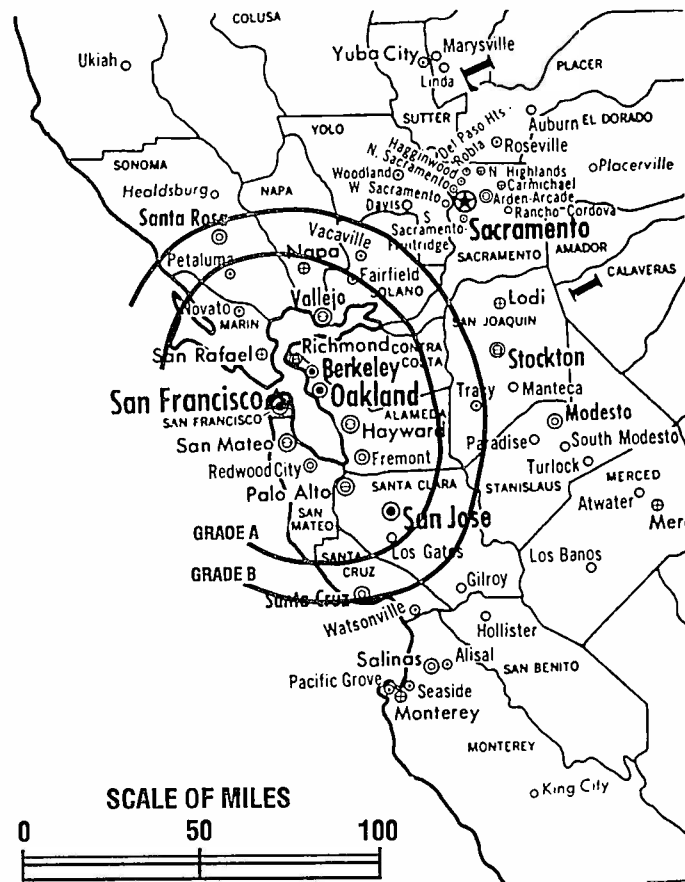 COLUSA
Ukiah
Yuba City
Marysville
Linda
PLACER
SUTTER
YOLO
Del Paso Hts.
Auburn
EL DORADO
Hagginwood
Robla
Roseville
SONOMA
N. Sacramento
N Highlands
Placerville
Woodland
Carmichael
Healdsburg
NAPA
W Sacramento
Arden-Arcade
Davis
Rancho-Cordova
Santa Rosa
S
Sacramento-
Fruitridge
Sacramento
Vacaville
Petaluma
Napa
SACRAMENTO
AMADOR
Fairfield
SOLANO
CALAVERAS
Vallejo
Lodi
Novato
MARIN
SAN JOAQUIN
San Rafael
Richmond
CONTRA
COSTA
Stockton
Berkeley
Oakland
Manteca
San Francisco
SAN FRANCISCO
Tracy
ALAMEDA
Hayward
Modesto
San Mateo
Paradise
South Modesto
Redwood City
Fremont
Turlock
Palo Alto
SANTA CLARA
STANISLAUS
MERCED
Atwater
SAN
MATEO
San Jose
Merc
GRADE A
Los Gatos
SANTA
CRUZ
Los Banos
GRADE B
Santa Cruz
Gilroy
Watsonville
Hollister
Salinas
Alisal
SAN BENITO
Pacific Grove
Seaside
Monterey
MONTEREY
King City
SCALE OF MILES
0 50 100